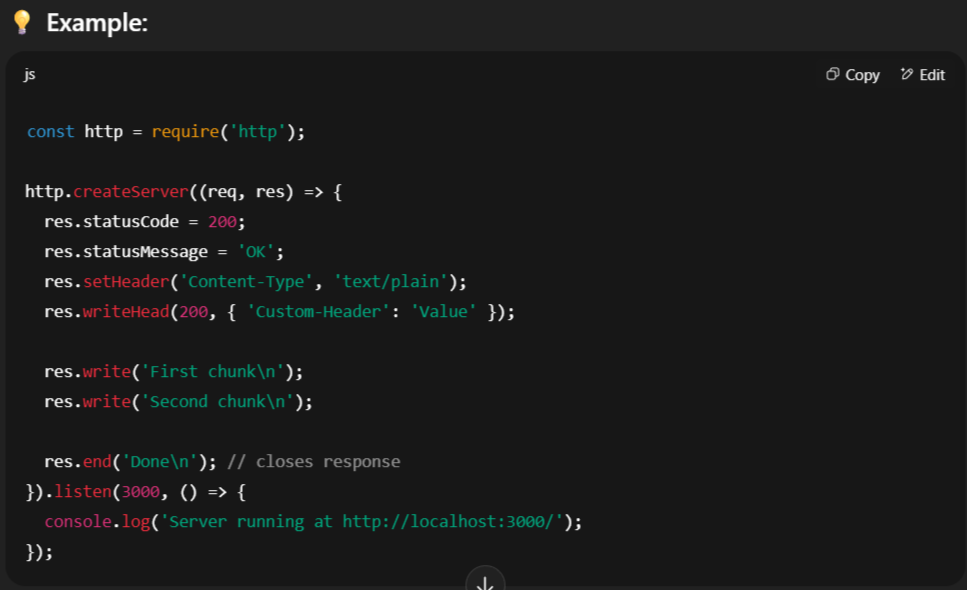 💡 Example:
js
Copy Edit
const http = require('http');
http.createServer((req, res) => {
  res.statusCode = 200;
  res.statusMessage = 'OK';
  res.setHeader('Content-Type', 'text/plain');
  res.writeHead(200, { 'Custom-Header': 'Value' });
  res.write('First chunk\n');
  res.write('Second chunk\n');
  res.end('Done\n'); // closes response
}).listen(3000, () => {
  console.log('Server running at http://localhost:3000/');
});